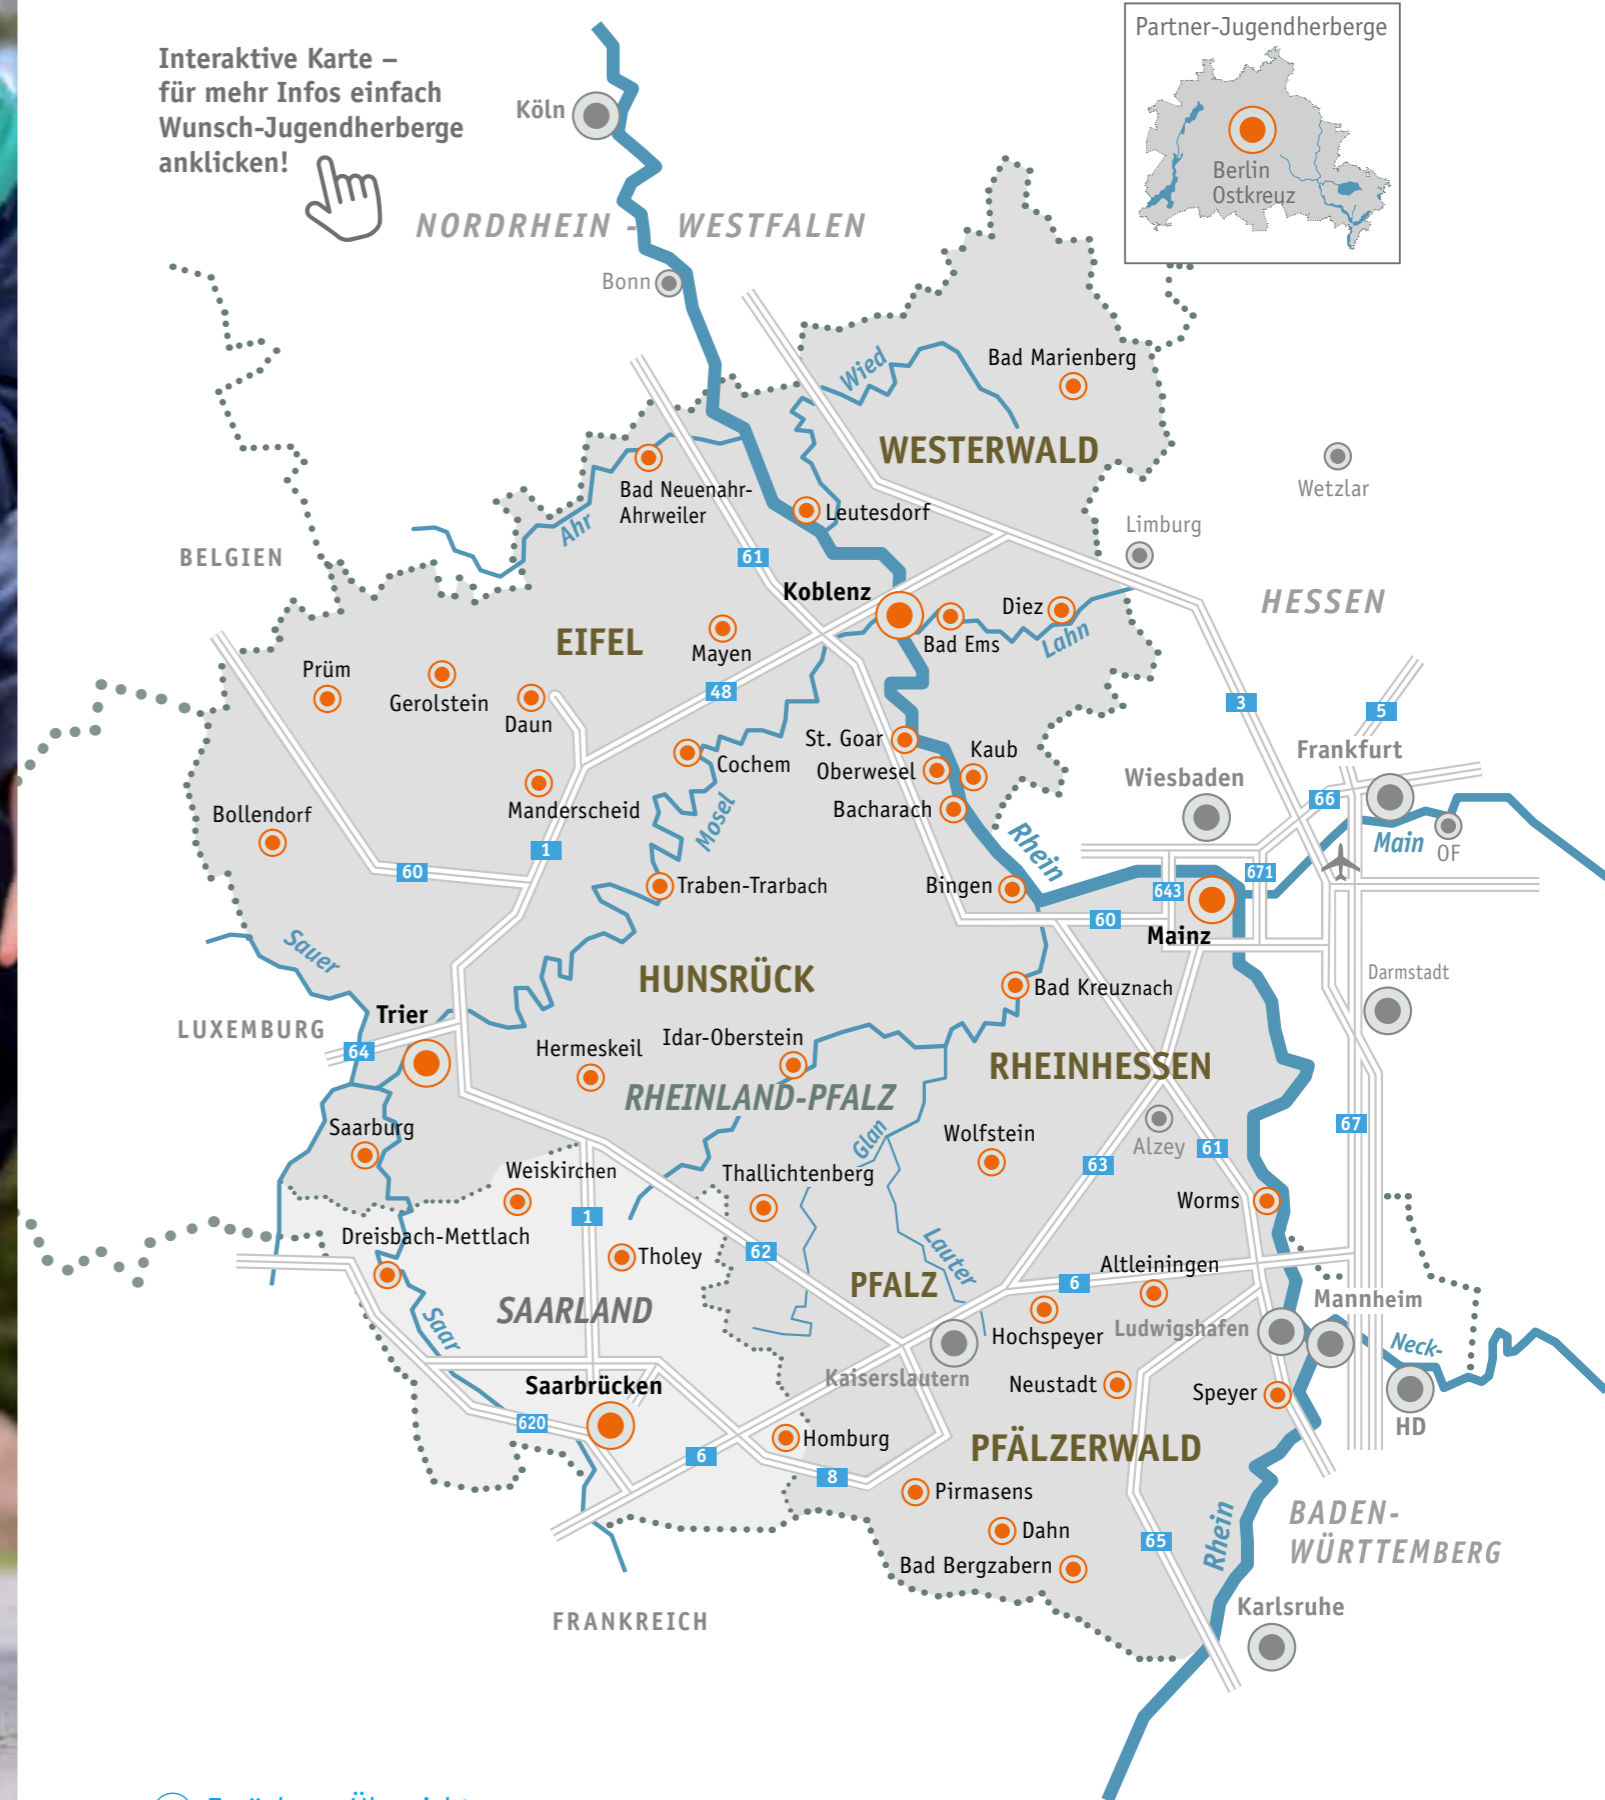 Interaktive Karte –
für mehr Infos einfach
Wunsch-Jugendherberge
anklicken!
Partner-Jugendherberge
Berlin
Ostkreuz
Köln
NORDRHEIN - WESTFALEN
Bonn
Wied
Bad Marienberg
WESTERWALD
Wetzlar
Bad Neuenahr-
Ahrweiler
Ahr
Leutesdorf
Limburg
BELGIEN
61
Koblenz
HESSEN
EIFEL
Mayen
Diez
Bad Ems
Lahn
Prüm
Gerolstein
Daun
48
3
5
St. Goar
Kaub
Frankfurt
Cochem
Oberwesel
Wiesbaden
Manderscheid
Bacharach
66
Bollendorf
Mosel
Rhein
Main
OF
1
60
Traben-Trarbach
Bingen
643
671
60
Mainz
Sauer
HUNSRÜCK
Bad Kreuznach
Darmstadt
LUXEMBURG
Trier
64
Hermeskeil
Idar-Oberstein
RHEINHESSEN
RHEINLAND-PFALZ
Saarburg
Glan
Wolfstein
Alzey
67
61
63
Weiskirchen
Thallichtenberg
Worms
1
Dreisbach-Mettlach
Tholey
62
Lauter
Altleiningen
PFALZ
6
SAARLAND
Mannheim
Saar
Hochspeyer
Ludwigshafen
Neck-
Kaiserslautern
Saarbrücken
Neustadt
Speyer
HD
620
Homburg
PFÄLZERWALD
6
8
Pirmasens
Dahn
65
Rhein
BADEN-
WÜRTTEMBERG
Bad Bergzabern
FRANKREICH
Karlsruhe